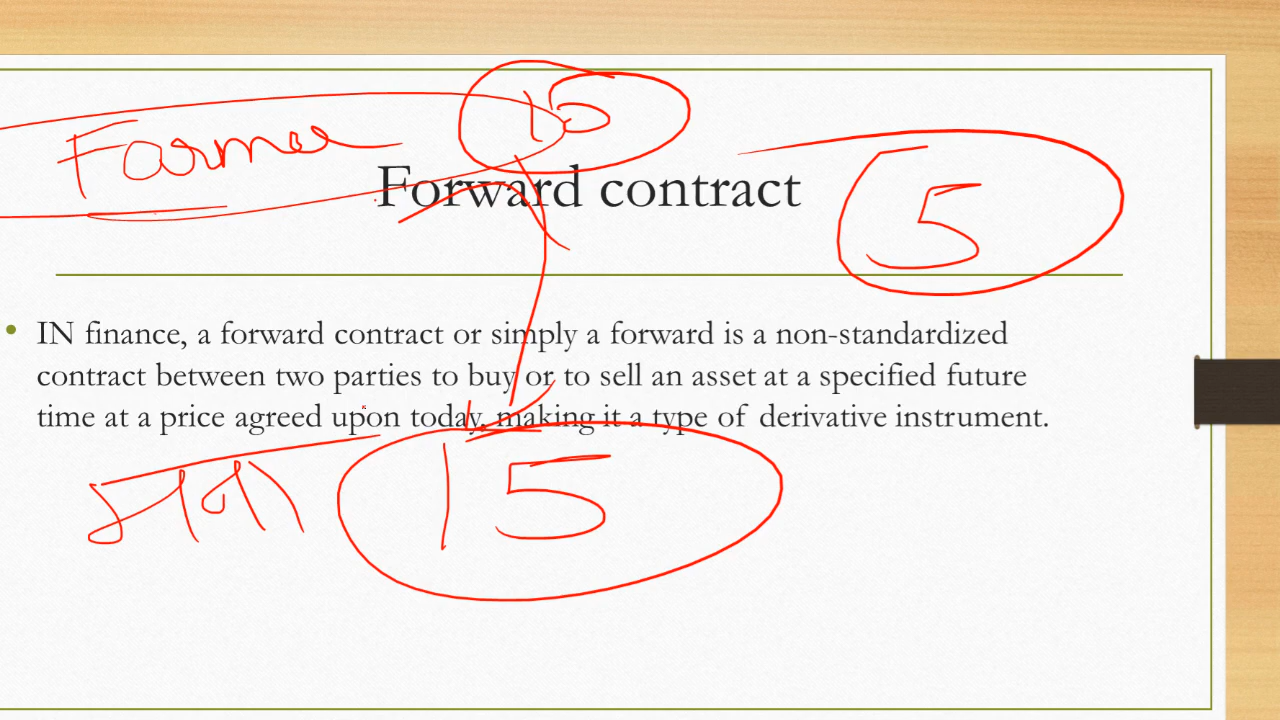 Farmer 15
Forward contract
5
IN finance, a forward contract or simply a forward is a non-standardized
contract between two parties to buy or to sell an asset at a specified future
time at a price agreed upon today, making it a type of derivative instrument.
15